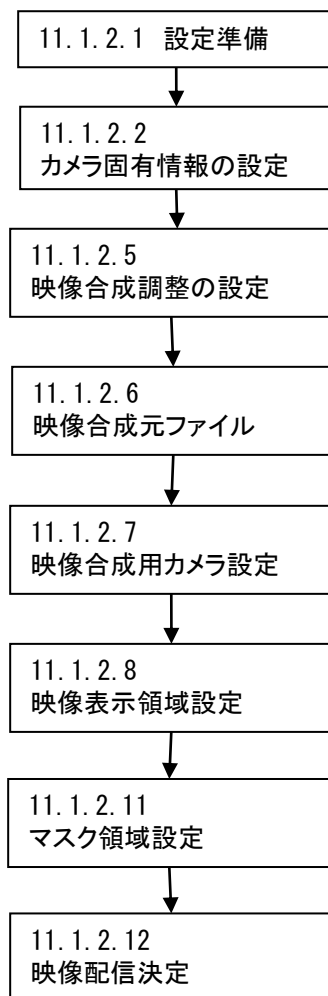 11.1.2.1 設定準備
11.1.2.2
カメラ固有情報の設定
11.1.2.5
映像合成調整の設定
11.1.2.6
映像合成元ファイル
11.1.2.7
映像合成用カメラ設定
11.1.2.8
映像表示領域設定
11.1.2.11
マスク領域設定
11.1.2.12
映像配信決定